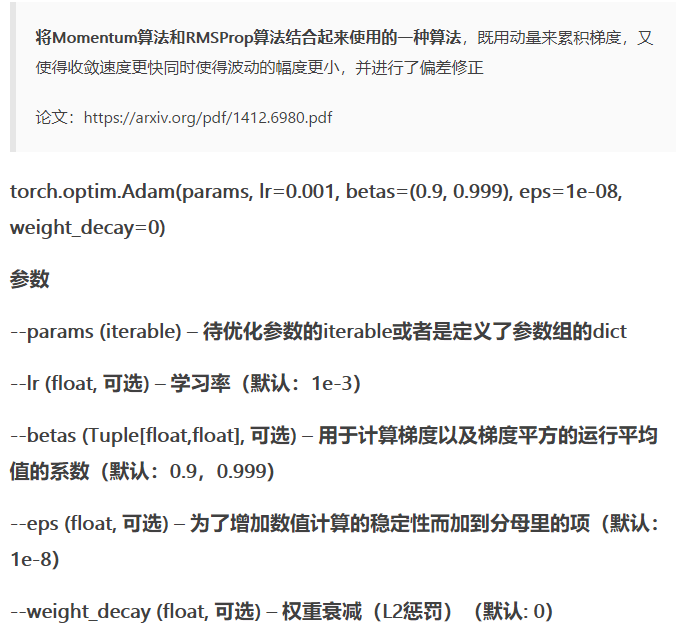 将Momentum算法和RMSProp算法结合起来使用的一种算法，既用动量来累积梯度，又
使得收敛速度更快同时使得波动的幅度更小，并进行了偏差修正
论文：https://arxiv.org/pdf/1412.6980.pdf
torch.optim.Adam(params, lr=0.001, betas=(0.9, 0.999), eps=1e-08,
weight_decay=0)
参数
--params (iterable) – 待优化参数的iterable或者是定义了参数组的dict
--lr (float, 可选) – 学习率（默认：1e-3）
--betas (Tuple[float,float], 可选) – 用于计算梯度以及梯度平方的运行平均
值的系数（默认：0.9，0.999）
--eps (float, 可选) – 为了增加数值计算的稳定性而加到分母里的项（默认：
1e-8）
--weight_decay (float, 可选) – 权重衰减（L2惩罚）（默认: 0）